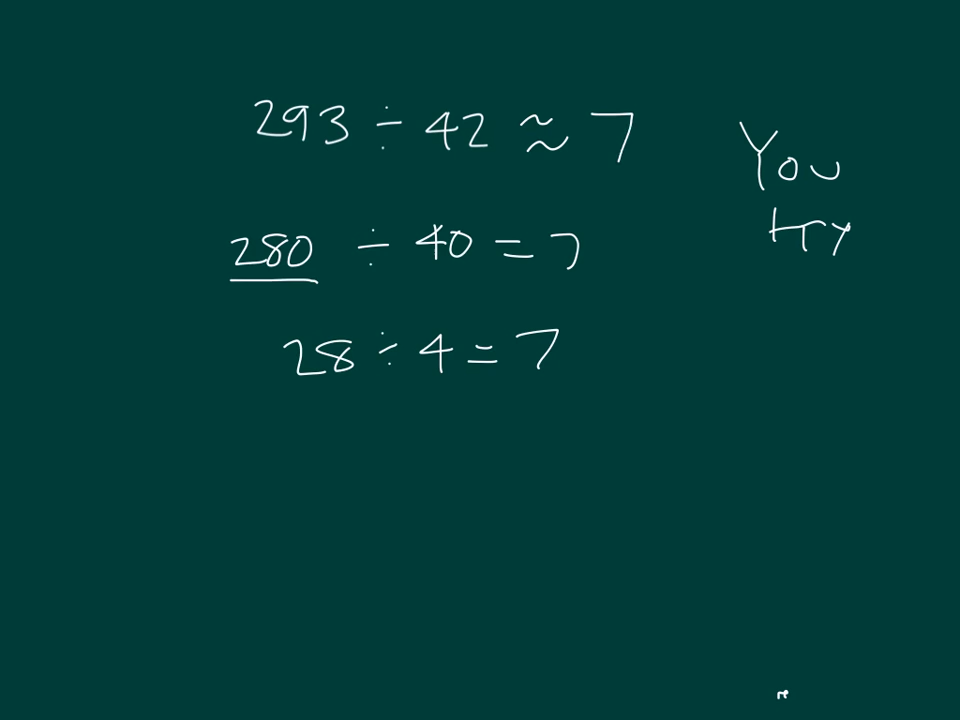 293 ÷ 42 ≈ 7
You
try
280 ÷ 40 = 7
28 ÷ 4 = 7